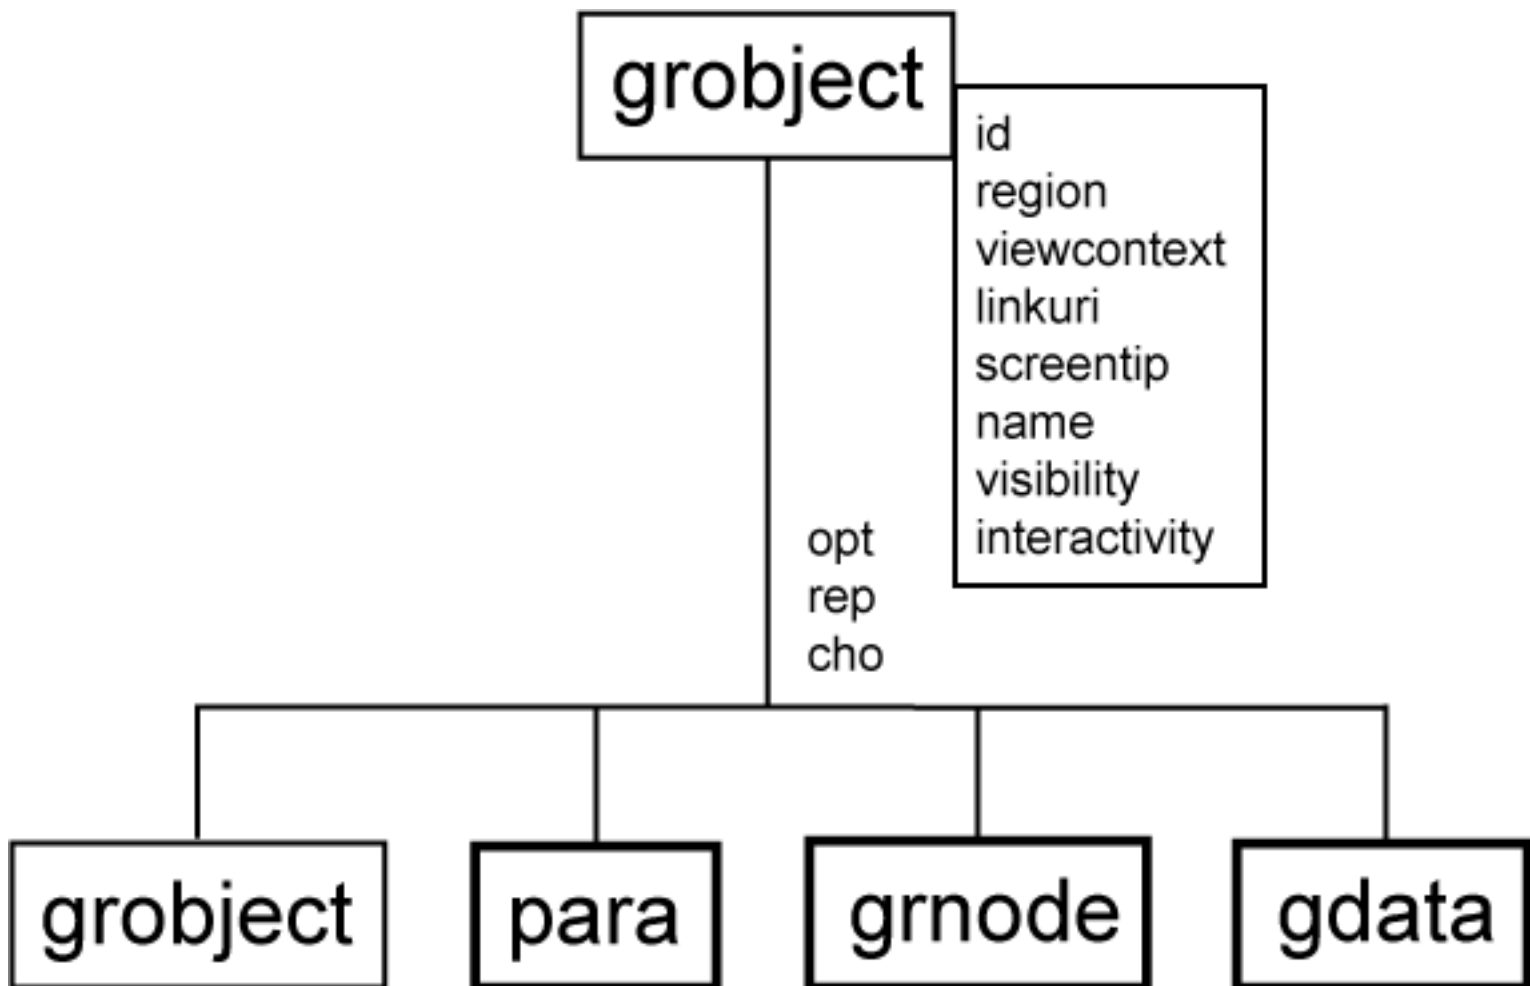 grobject
id
region
viewcontext
linkuri
screentip
name
visibility
interactivity
opt
rep
cho
grobject
para
grnode
gdata